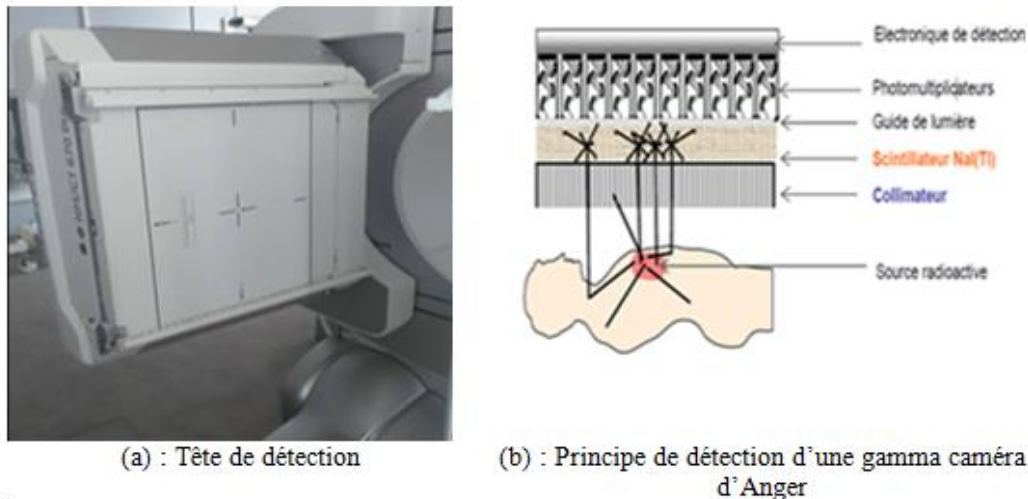 Electronique de détection
Photomultiplicateurs
Guide de lumière
Scintillateur NaI(Tl)
Collimateur
Source radioactive
(a) : Tête de détection
(b) : Principe de détection d'une gamma caméra
d'Anger